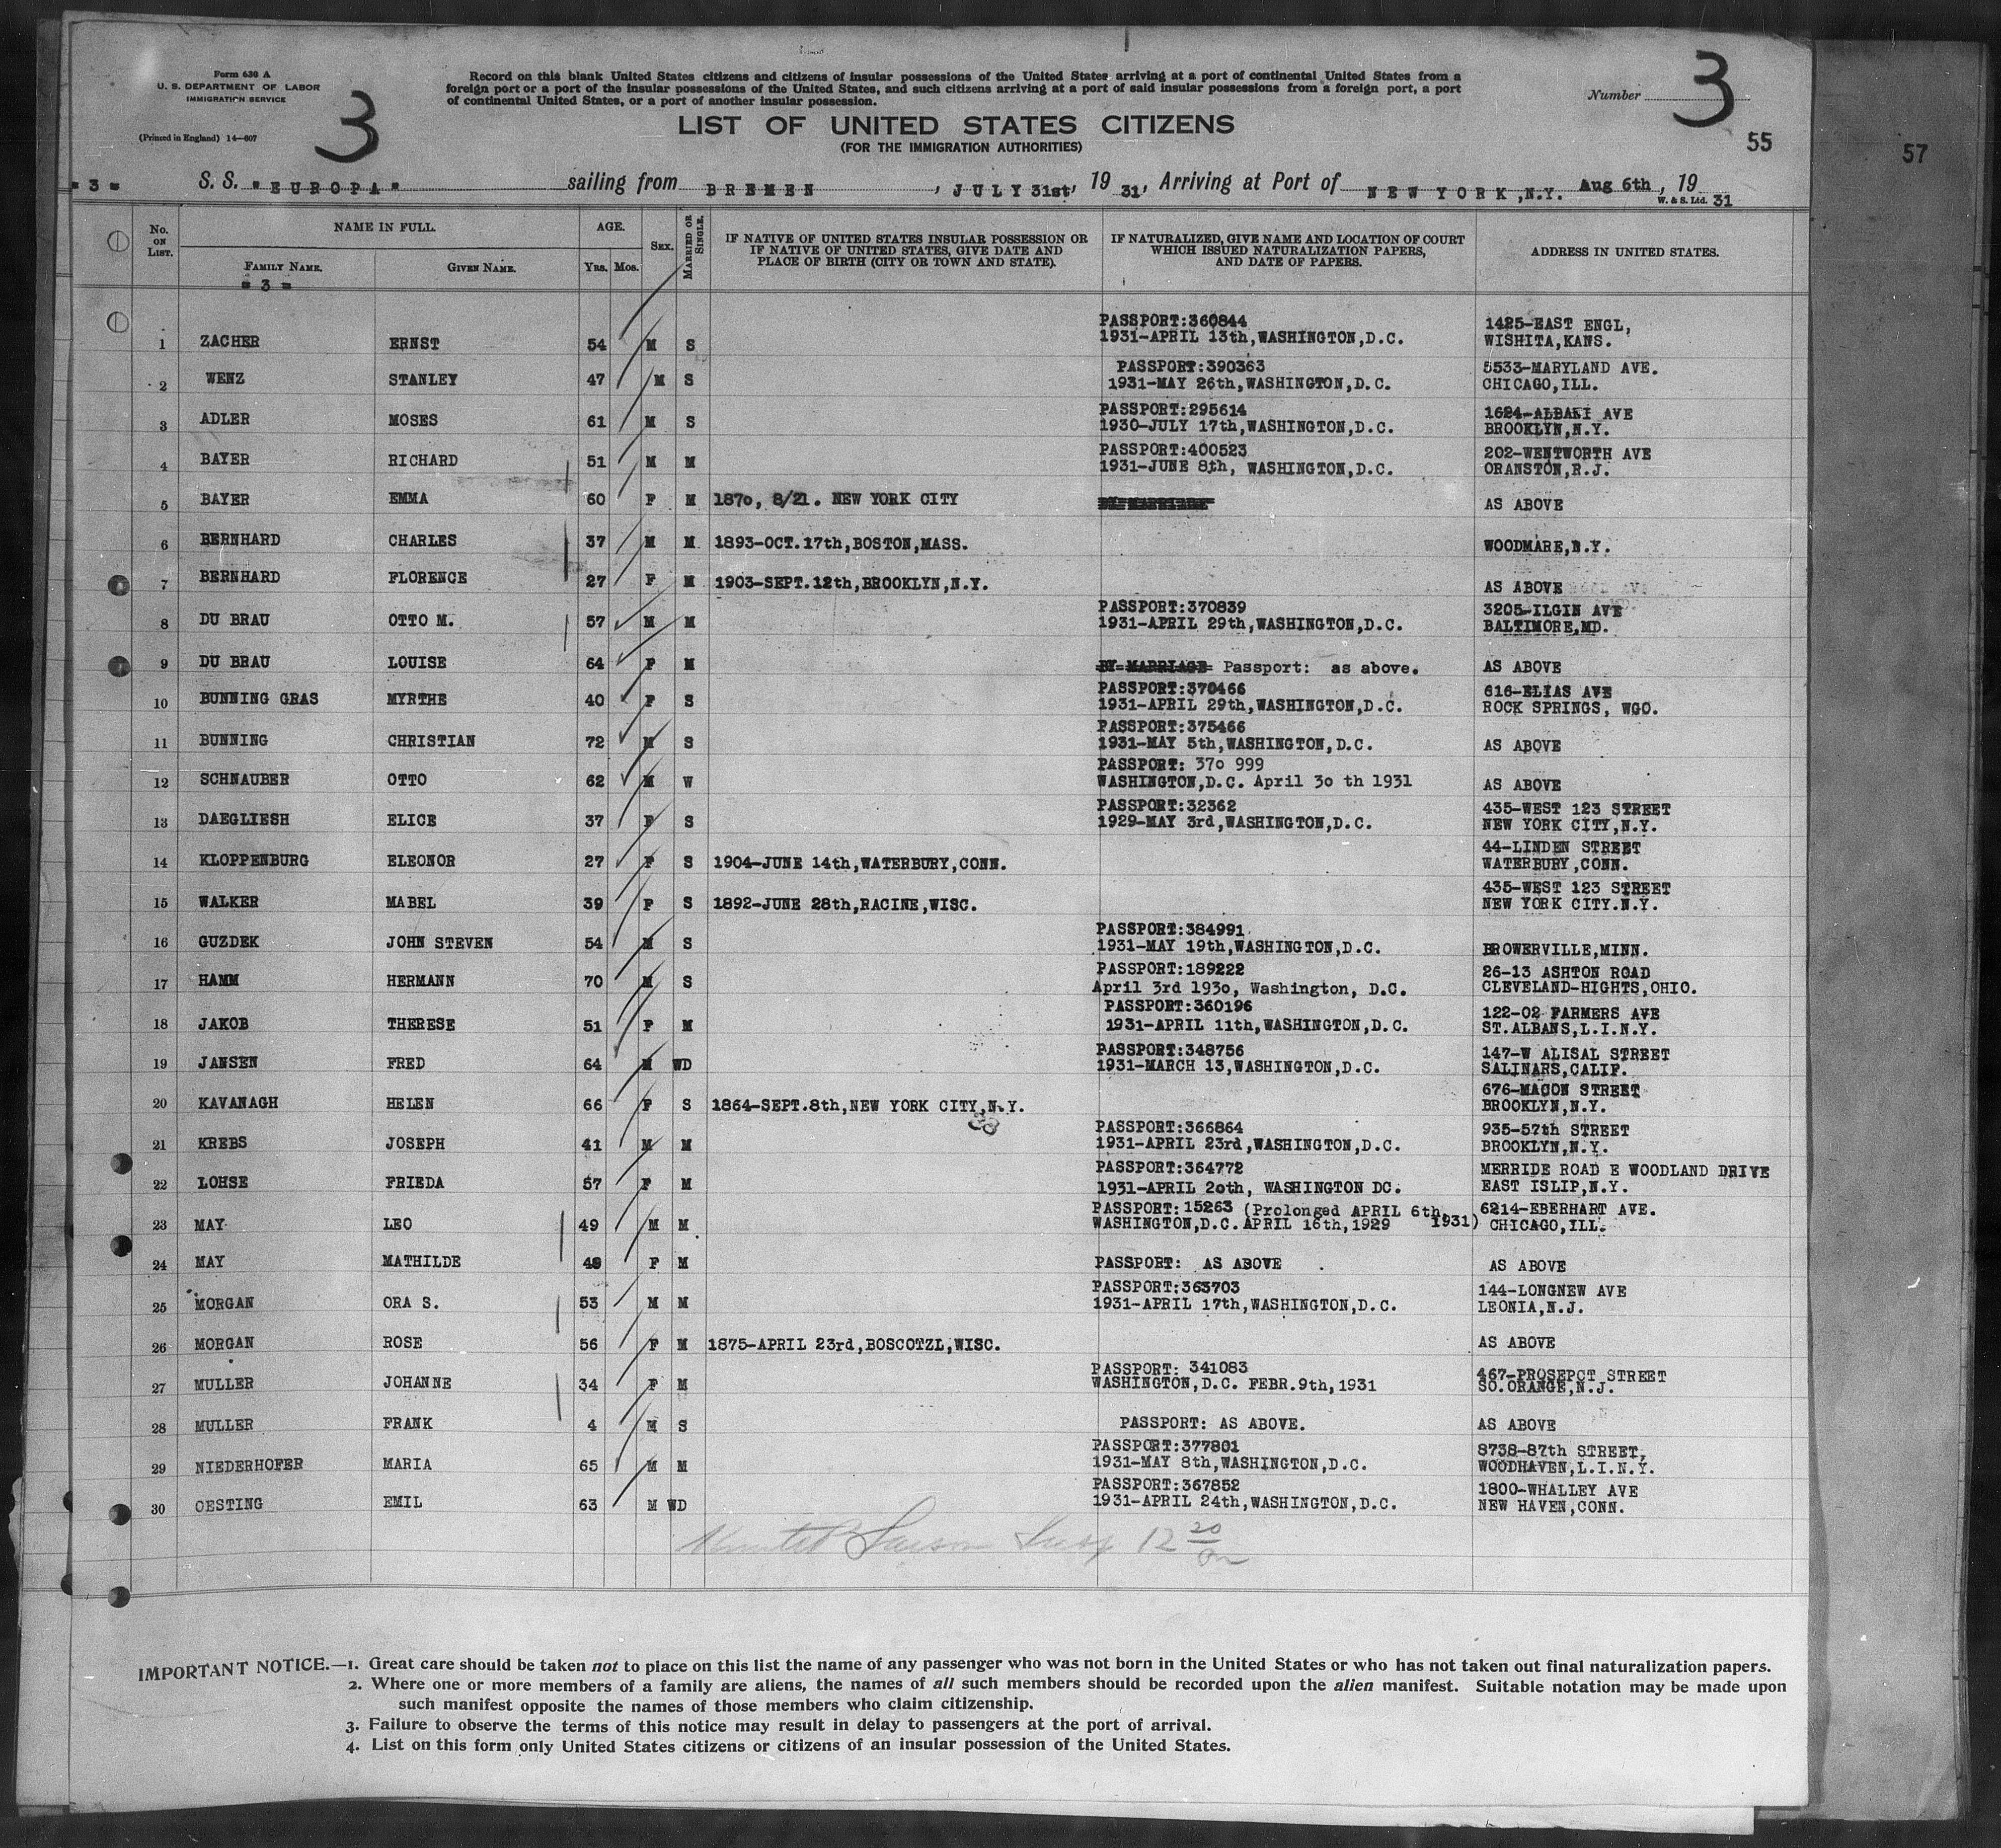 Form 630 A
U. S. DEPARTMENT OF LABOR
IMMIGRATION SERVICE
(Printed in England) 14—607
3
Record on this blank United States citizens and citizens of insular possessions of the United States arriving at a port of continental United States from a
foreign port or a port of the insular possessions of the United States, and such citizens arriving at a port of said insular possessions from a foreign port, a port
of continental United States, or a port of another insular possession.
Number 3
LIST OF UNITED STATES CITIZENS
(FOR THE IMMIGRATION AUTHORITIES)
55
57
= 3 = S. S. "EUROPA" sailing from BREMEN, JULY 31st, 19 31, Arriving at Port of NEW YORK, N.Y. Aug 6th, 19 31
W. & S. Ltd.
No. ON LIST. NAME IN FULL. AGE. SEX. MARRIED OR SINGLE. IF NATIVE OF UNITED STATES INSULAR POSSESSION OR IF NATIVE OF UNITED STATES, GIVE DATE AND PLACE OF BIRTH (CITY OR TOWN AND STATE). IF NATURALIZED, GIVE NAME AND LOCATION OF COURT WHICH ISSUED NATURALIZATION PAPERS, AND DATE OF PAPERS. ADDRESS IN UNITED STATES.
FAMILY NAME. GIVEN NAME. YRS. MOS.
= 3 =
PASSPORT:360844 1425-EAST ENGL,
1 ZACHER ERNST 54 M S 1931-APRIL 13th,WASHINGTON,D.C. WISHITA,KANS.
PASSPORT:390363 5533-MARYLAND AVE.
2 WENZ STANLEY 47 M S 1931-MAY 26th,WASHINGTON,D.C. CHICAGO,ILL.
PASSPORT:295614 1624-ALBAKI AVE
3 ADLER MOSES 61 M S 1930-JULY 17th,WASHINGTON,D.C. BROOKLYN,N.Y.
PASSPORT:400523 202-WENTWORTH AVE
4 BAYER RICHARD 51 M M 1931-JUNE 8th, WASHINGTON,D.C. ORANSTON,R.J.
5 BAYER EMMA 60 F M 1870, 8/21. NEW YORK CITY BY MARRIAGE AS ABOVE
6 BERNHARD CHARLES 37 M M 1893-OCT.17th,BOSTON,MASS. WOODMARE,N.Y.
7 BERNHARD FLORENCE 27 F M 1903-SEPT.12th,BROOKLYN,N.Y. AS ABOVE
PASSPORT:370839 3205-ILGIN AVE
8 DU BRAU OTTO M. 57 M M 1931-APRIL 29th,WASHINGTON,D.C. BALTIMORE,MD.
9 DU BRAU LOUISE 64 F M BY MARRIAGE Passport: as above. AS ABOVE
PASSPORT:370466 616-ELIAS AVE
10 BUNNING GRAS MYRTHE 40 F S 1931-APRIL 29th,WASHINGTON,D.C. ROCK SPRINGS, WGO.
PASSPORT:375466
11 BUNNING CHRISTIAN 72 M S 1931-MAY 5th,WASHINGTON,D.C. AS ABOVE
PASSPORT: 370 999
12 SCHNAUBER OTTO 62 M W WASHINGTON,D.C. April 30 th 1931 AS ABOVE
PASSPORT:32362 435-WEST 123 STREET
13 DAEGLIESH ELICE 37 F S 1929-MAY 3rd,WASHINGTON,D.C. NEW YORK CITY,N.Y.
44-LINDEN STREET
14 KLOPPENBURG ELEONOR 27 F S 1904-JUNE 14th,WATERBURY,CONN. WATERBURY,CONN.
435-WEST 123 STREET
15 WALKER MABEL 39 F S 1892-JUNE 28th,RACINE,WISC. NEW YORK CITY.N.Y.
PASSPORT:384991
16 GUZDEK JOHN STEVEN 54 M S 1931-MAY 19th,WASHINGTON,D.C. BROWERVILLE,MINN.
PASSPORT:189222 26-13 ASHTON ROAD
17 HAMM HERMANN 70 M S April 3rd 1930, Washington, D.C. CLEVELAND-HIGHTS,OHIO.
PASSPORT:360196 122-02 FARMERS AVE
18 JAKOB THERESE 51 F M 1931-APRIL 11th,WASHINGTON,D.C. ST.ALBANS,L.I.N.Y.
PASSPORT:348756 147-W ALISAL STREET
19 JANSEN FRED 64 M WD 1931-MARCH 13,WASHINGTON,D.C. SALINARS,CALIF.
676-MACON STREET
20 KAVANAGH HELEN 66 F S 1864-SEPT.8th,NEW YORK CITY,N.Y. BROOKLYN,N.Y.
PASSPORT:366864 935-57th STREET
21 KREBS JOSEPH 41 M M 1931-APRIL 23rd,WASHINGTON,D.C. BROOKLYN,N.Y.
PASSPORT:364772 MERRIDE ROAD E WOODLAND DRIVE
22 LOHSE FRIEDA 57 F M 1931-APRIL 20th, WASHINGTON DC. EAST ISLIP,N.Y.
PASSPORT: 15263 (Prolonged APRIL 6th, 6214-EBERHART AVE.
23 MAY LEO 49 M M WASHINGTON,D.C. APRIL 16th,1929 1931) CHICAGO,ILL.
24 MAY MATHILDE 48 F M PASSPORT: AS ABOVE . AS ABOVE
PASSPORT:363703 144-LONGNEW AVE
25 MORGAN ORA S. 53 M M 1931-APRIL 17th,WASHINGTON,D.C. LEONIA,N.J.
26 MORGAN ROSE 56 F M 1875-APRIL 23rd,BOSCOTZL,WISC. AS ABOVE
PASSPORT: 341083 467-PROSEPCT STREET
27 MULLER JOHANNE 34 F M WASHINGTON,D.C. FEBR.9th,1931 SO.ORANGE,N.J.
28 MULLER FRANK 4 M S PASSPORT: AS ABOVE. AS ABOVE
PASSPORT:377801 8738-87th STREET,
29 NIEDERHOFER MARIA 65 M M 1931-MAY 8th,WASHINGTON,D.C. WOODHAVEN,L.I.N.Y.
PASSPORT:367852 1800-WHALLEY AVE
30 OESTING EMIL 63 M WD 1931-APRIL 24th,WASHINGTON,D.C. NEW HAVEN,CONN.
12 20
IMPORTANT NOTICE.—1. Great care should be taken not to place on this list the name of any passenger who was not born in the United States or who has not taken out final naturalization papers.
2. Where one or more members of a family are aliens, the names of all such members should be recorded upon the alien manifest. Suitable notation may be made upon
such manifest opposite the names of those members who claim citizenship.
3. Failure to observe the terms of this notice may result in delay to passengers at the port of arrival.
4. List on this form only United States citizens or citizens of an insular possession of the United States.